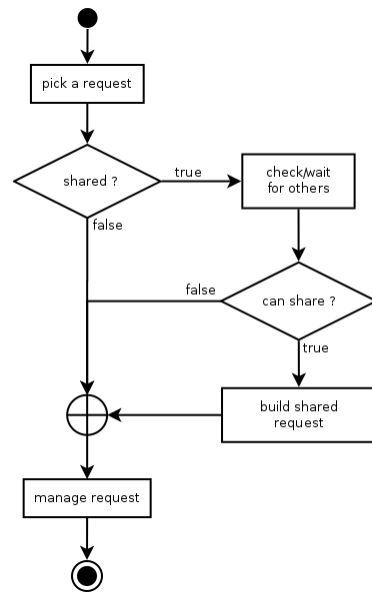 pick a request
shared ?
true
check/wait
for others
false
false
can share ?
true
build shared
request
manage request